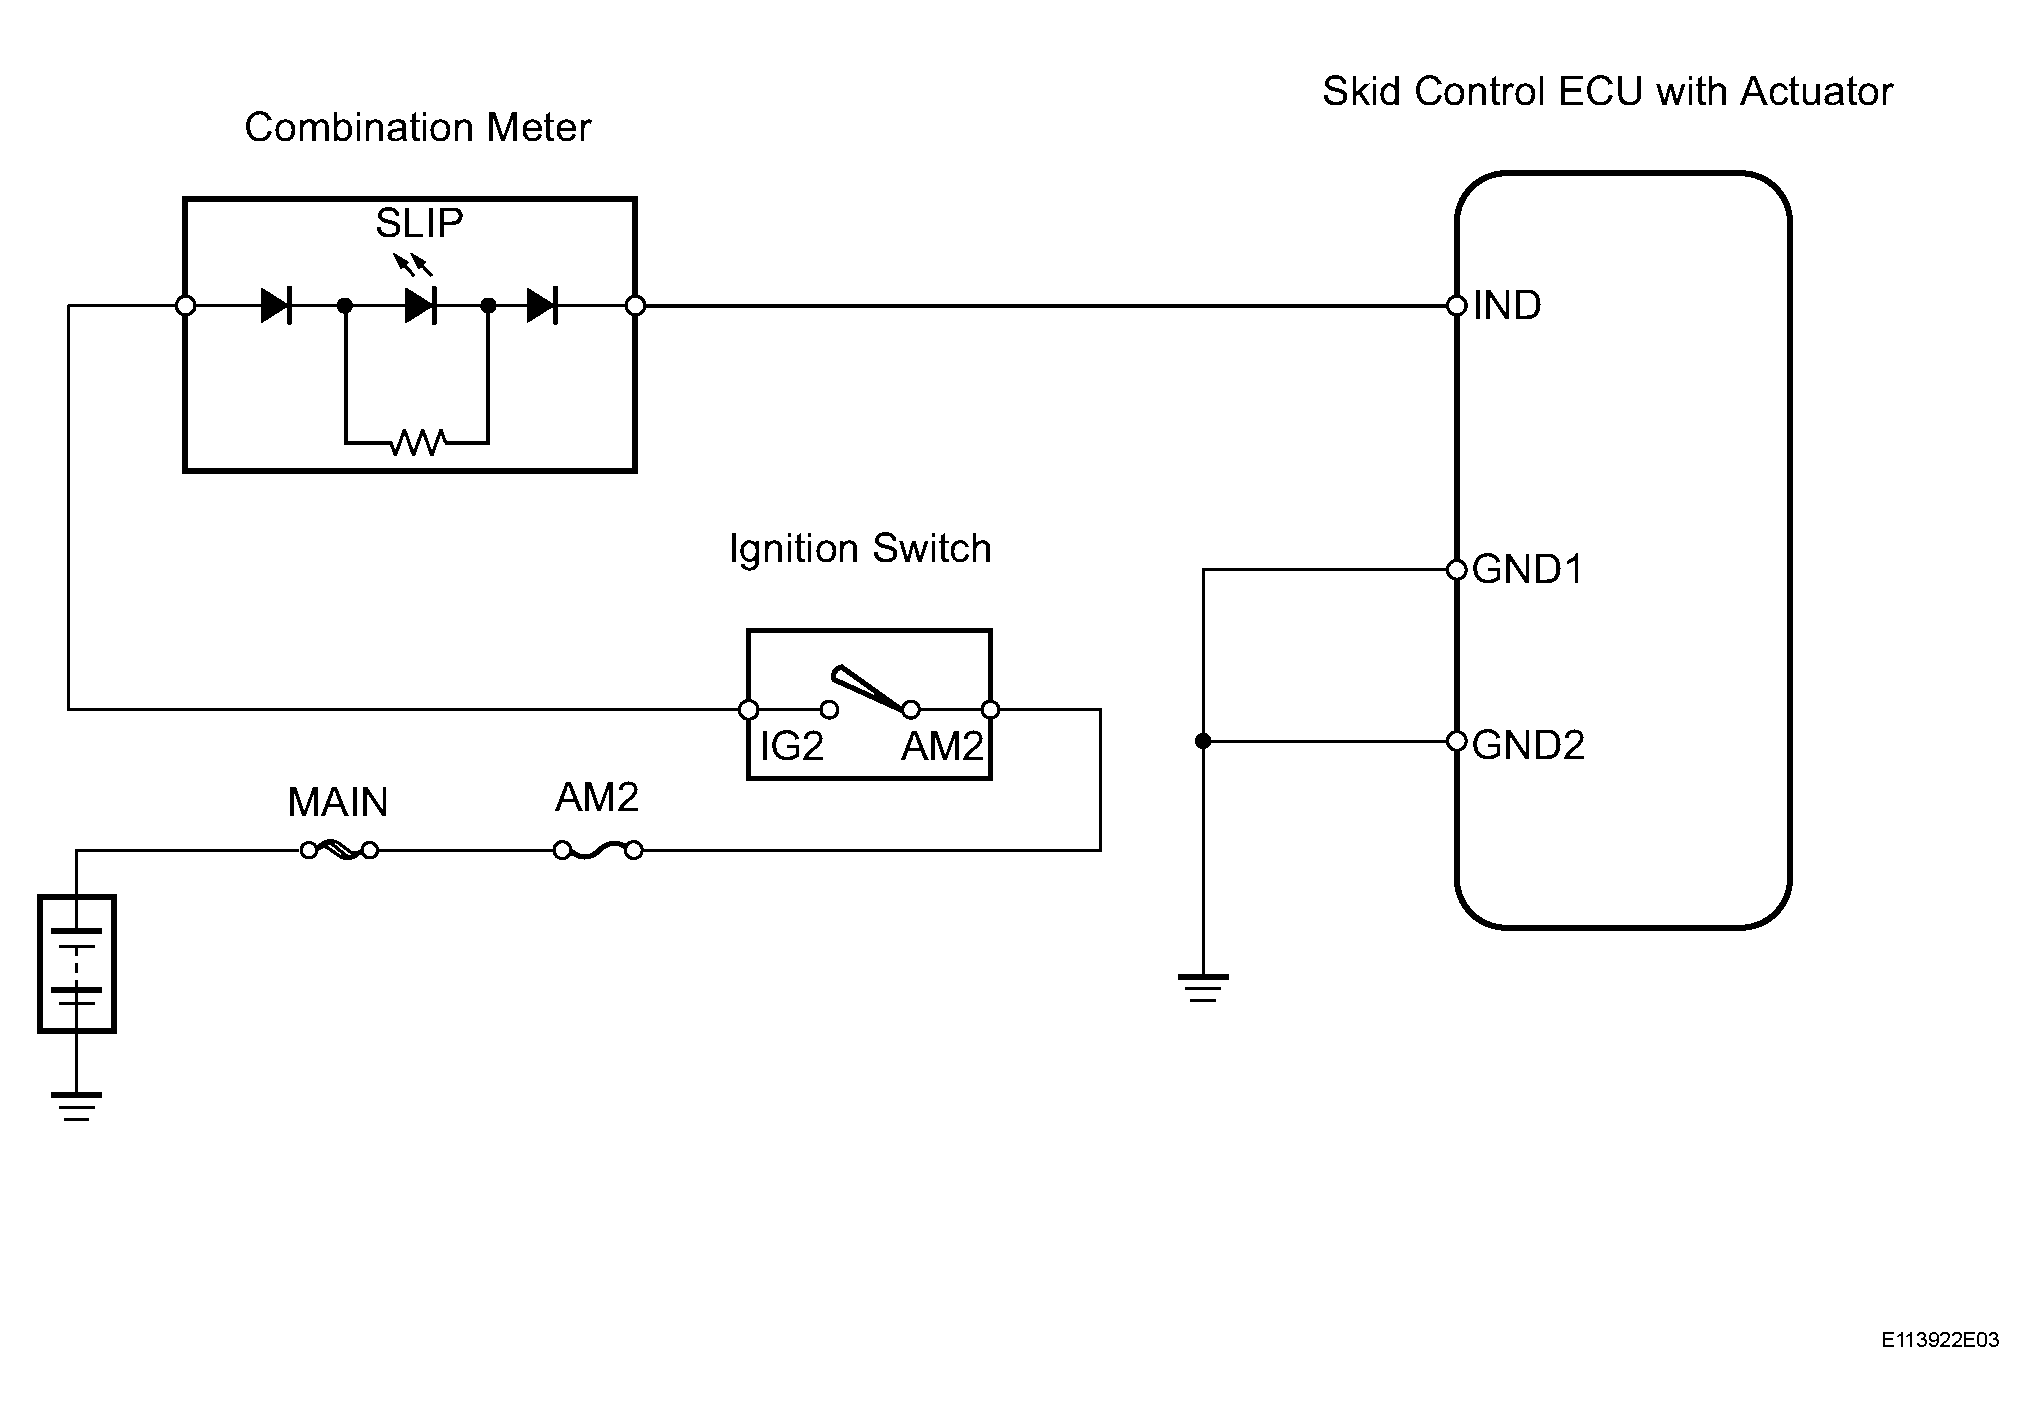 Skid Control ECU with Actuator
Combination Meter
SLIP
IND
Ignition Switch
GND1
GND2
IG2
AM2
MAIN
AM2
E113922E03